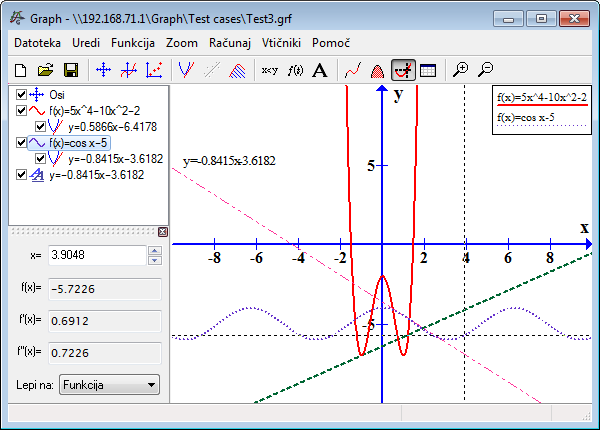 Graph - \\192.168.71.1\Graph\Test cases\Test3.grf
Datoteka Uredi Funkcija Zoom Računaj Vtičniki Pomoč
x<y f(x) A
Osi
f(x)=5x^4-10x^2-2
y=0.5866x-6.4178
f(x)=cos x-5
y=-0.8415x-3.6182
y=-0.8415x-3.6182
x= 3.9048
f(x)= -5.7226
f'(x)= 0.6912
f''(x)= 0.7226
Lepi na: Funkcija
y
f(x)=5x^4-10x^2-2
f(x)=cos x-5
y=-0.8415x-3.6182
5
x
-8 -6 -4 -2 2 4 6 8
-5